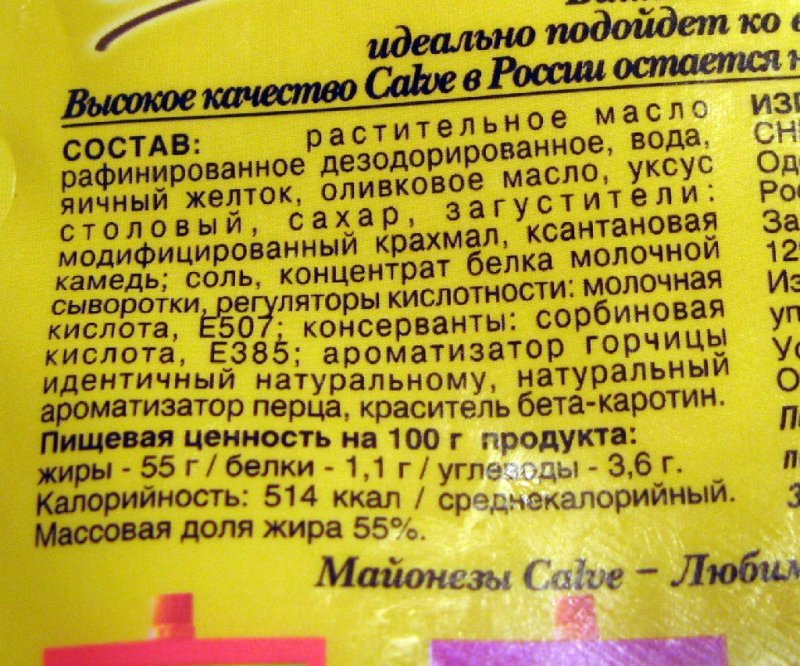 идеально подойдет ко
Высокое качество Calve в России остается
СОСТАВ: растительное масло
рафинированное дезодорированное, вода,
яичный желток, оливковое масло, уксус
столовый, сахар, загустители:
модифицированный крахмал, ксантановая
камедь; соль, концентрат белка молочной
сыворотки, регуляторы кислотности: молочная
кислота, Е507; консерванты: сорбиновая
кислота, Е385; ароматизатор горчицы
идентичный натуральному, натуральный
ароматизатор перца, краситель бета-каротин.
Пищевая ценность на 100 г продукта:
жиры - 55 г / белки - 1,1 г / углеводы - 3,6 г.
Калорийность: 514 ккал / среднекалорийный.
Массовая доля жира 55%.
Майонезы Calve – Любим